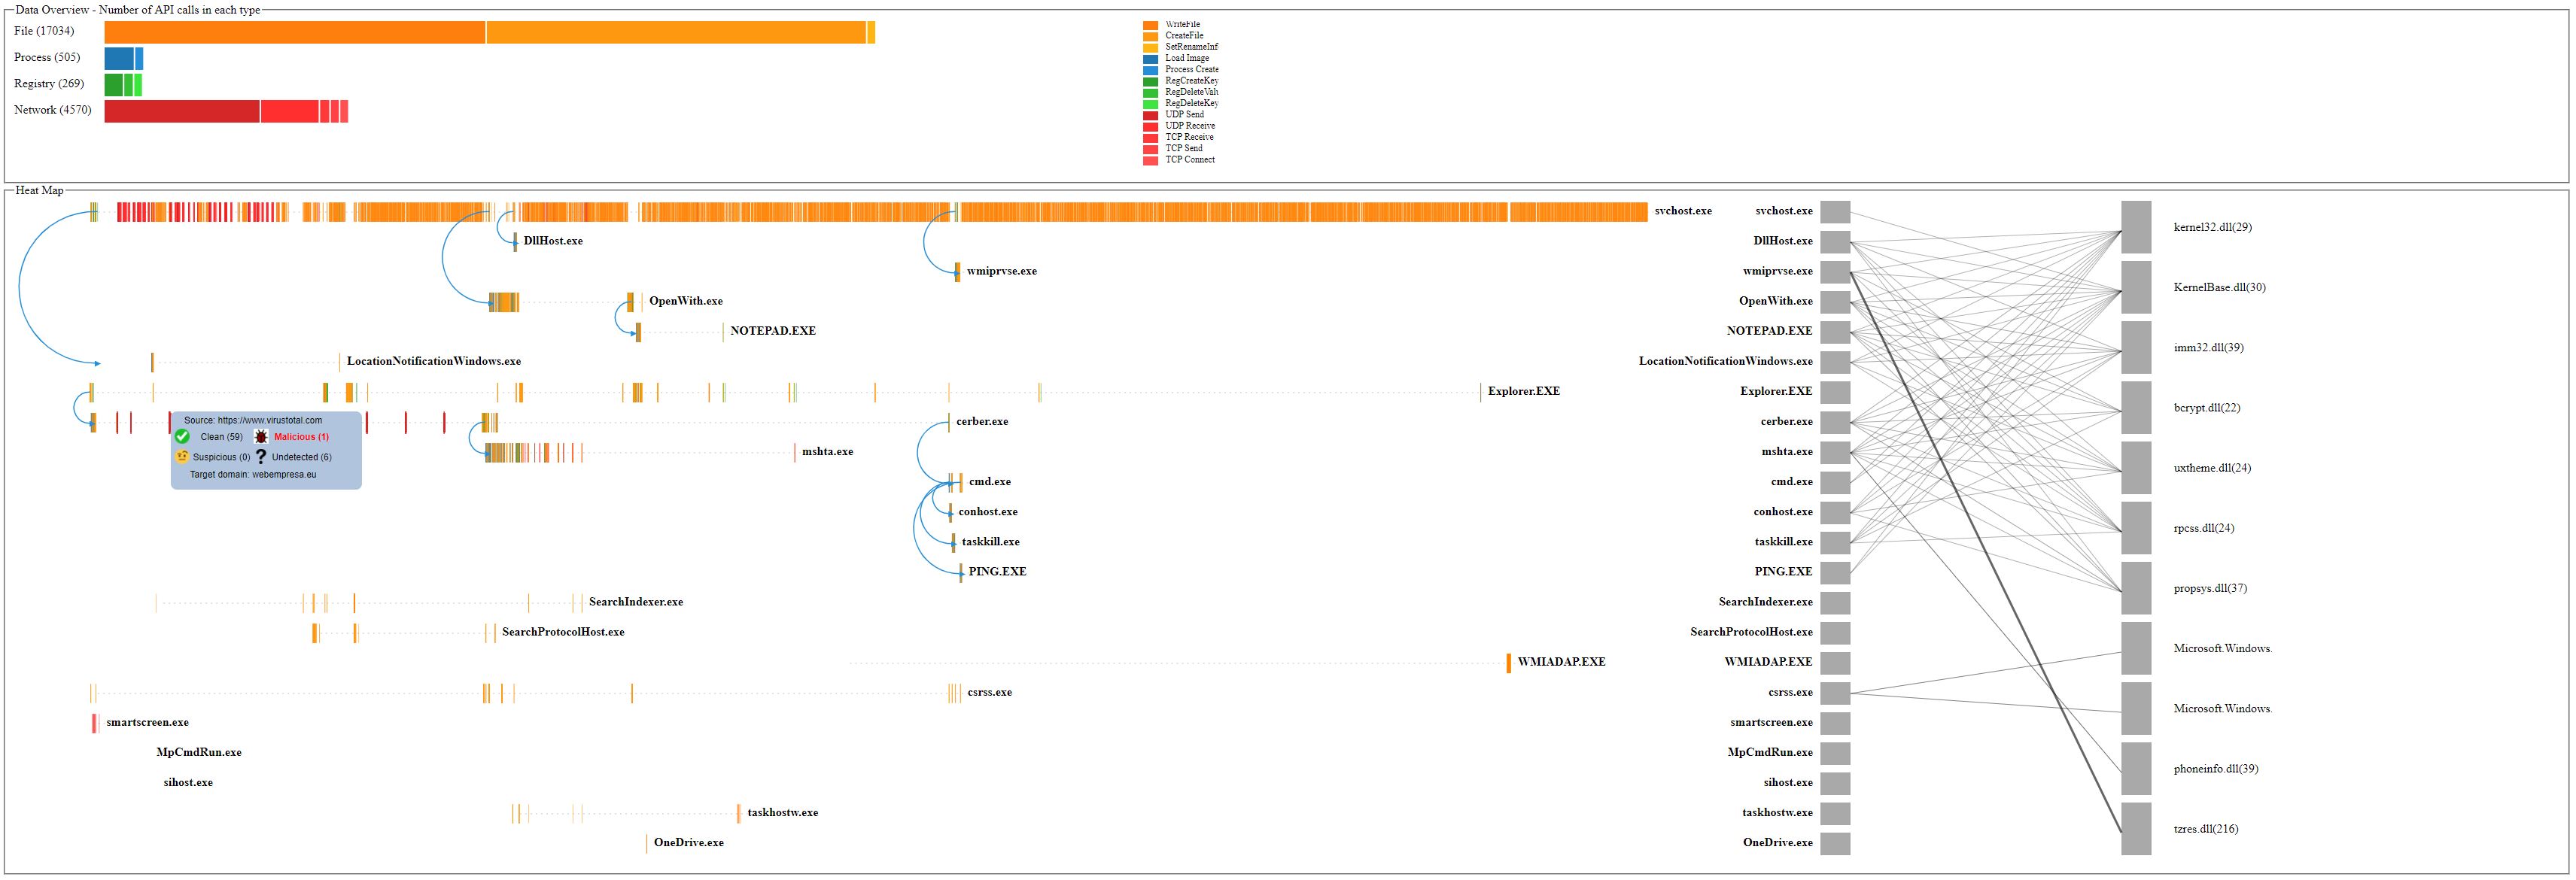 Data Overview - Number of API calls in each type
File (17034)
Process (505)
Registry (269)
Network (4570)
WriteFile
CreateFile
SetRenameInf
Load Image
Process Create
RegCreateKey
RegDeleteValu
RegDeleteKey
UDP Send
UDP Receive
TCP Receive
TCP Send
TCP Connect
Heat Map
svchost.exe
DllHost.exe
wmiprvse.exe
OpenWith.exe
NOTEPAD.EXE
LocationNotificationWindows.exe
Explorer.EXE
cerber.exe
Source: https://www.virustotal.com
Clean (59) Malicious (1)
Suspicious (0) Undetected (6)
Target domain: webempresa.eu
mshta.exe
cmd.exe
conhost.exe
taskkill.exe
PING.EXE
SearchIndexer.exe
SearchProtocolHost.exe
WMIADAP.EXE
csrss.exe
smartscreen.exe
MpCmdRun.exe
sihost.exe
taskhostw.exe
OneDrive.exe
svchost.exe
DllHost.exe
wmiprvse.exe
OpenWith.exe
NOTEPAD.EXE
LocationNotificationWindows.exe
Explorer.EXE
cerber.exe
mshta.exe
cmd.exe
conhost.exe
taskkill.exe
PING.EXE
SearchIndexer.exe
SearchProtocolHost.exe
WMIADAP.EXE
csrss.exe
smartscreen.exe
MpCmdRun.exe
sihost.exe
taskhostw.exe
OneDrive.exe
kernel32.dll(29)
KernelBase.dll(30)
imm32.dll(39)
bcrypt.dll(22)
uxtheme.dll(24)
rpcss.dll(24)
propsys.dll(37)
Microsoft.Windows.
Microsoft.Windows.
phoneinfo.dll(39)
tzres.dll(216)